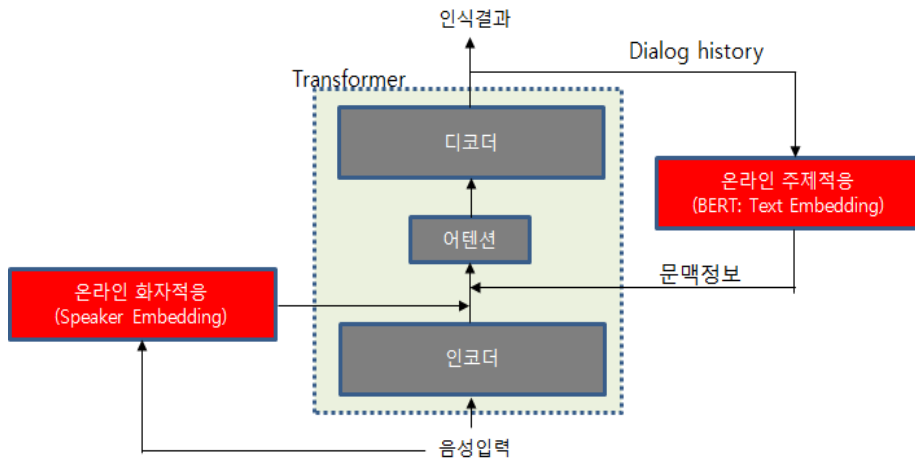 인식결과
Dialog history
Transformer
디코더
온라인 주제적응
(BERT: Text Embedding)
어텐션
문맥정보
온라인 화자적응
(Speaker Embedding)
인코더
음성입력